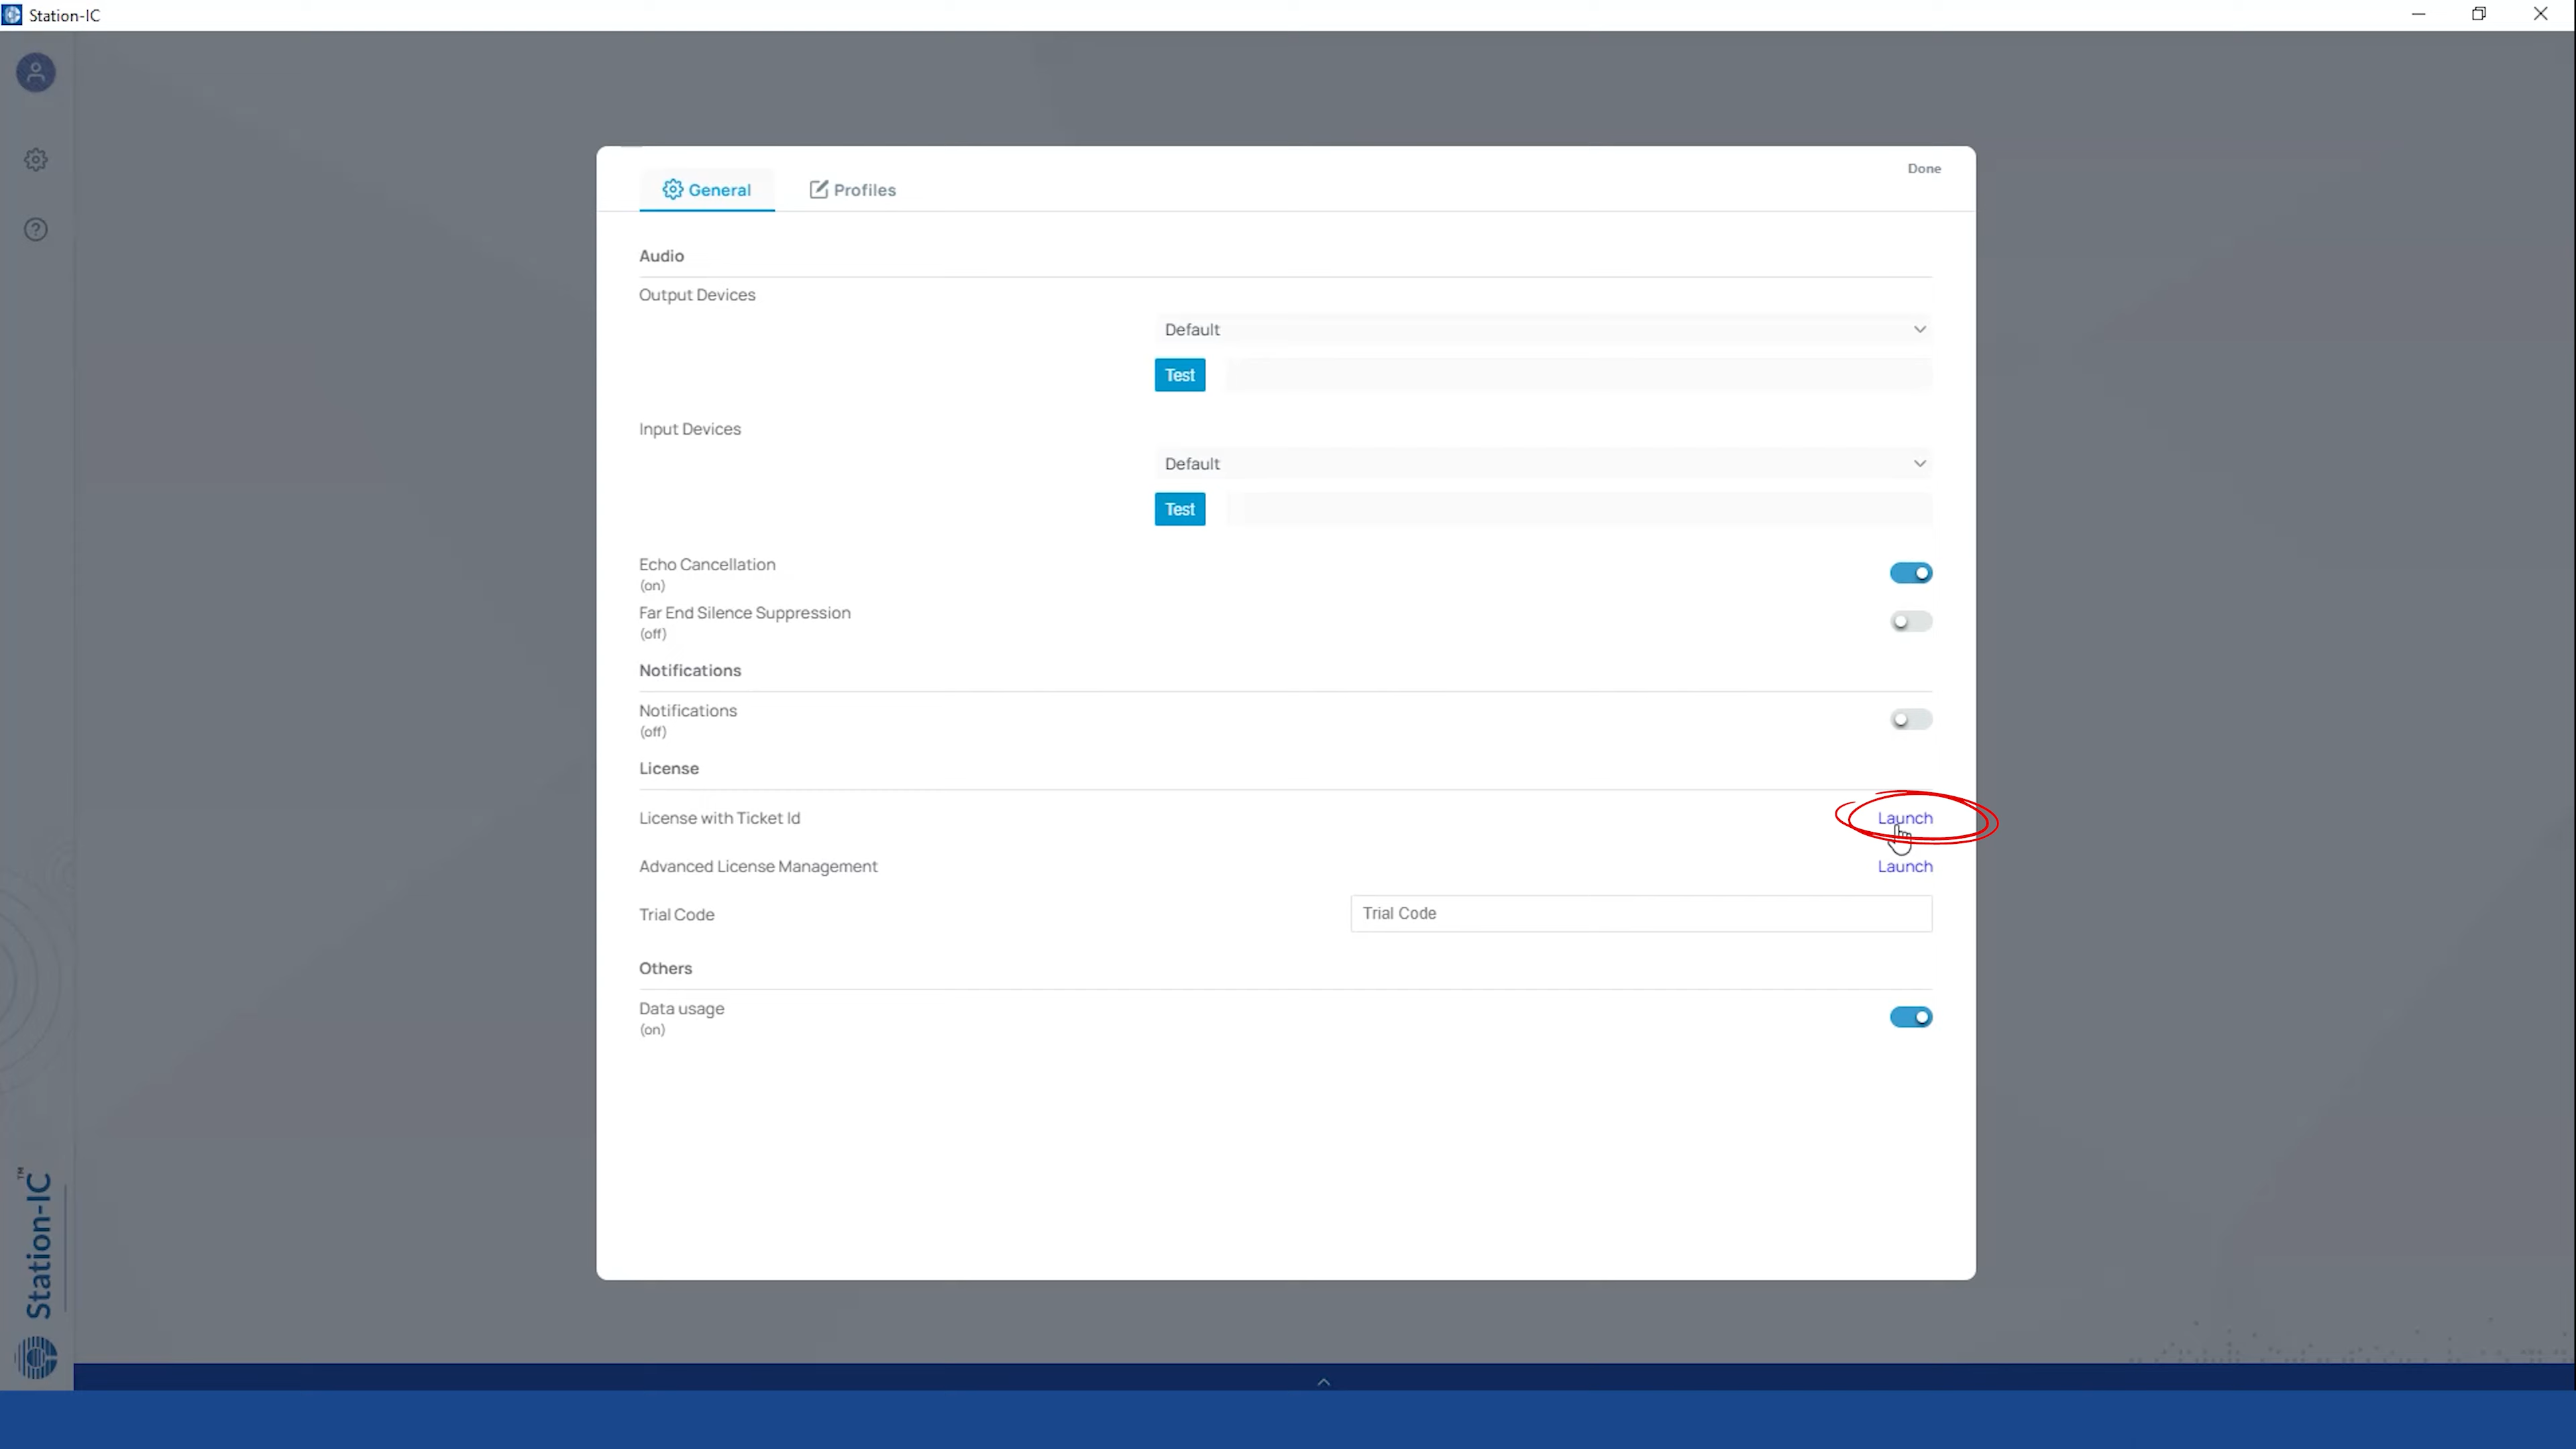 Station-IC
General
Profiles
Done
Audio
Output Devices
Default
Test
Input Devices
Default
Test
Echo Cancellation
(on)
Far End Silence Suppression
(off)
Notifications
Notifications
(off)
License
License with Ticket Id
Launch
Advanced License Management
Launch
Trial Code
Trial Code
Others
Data usage
(on)
Station-IC™